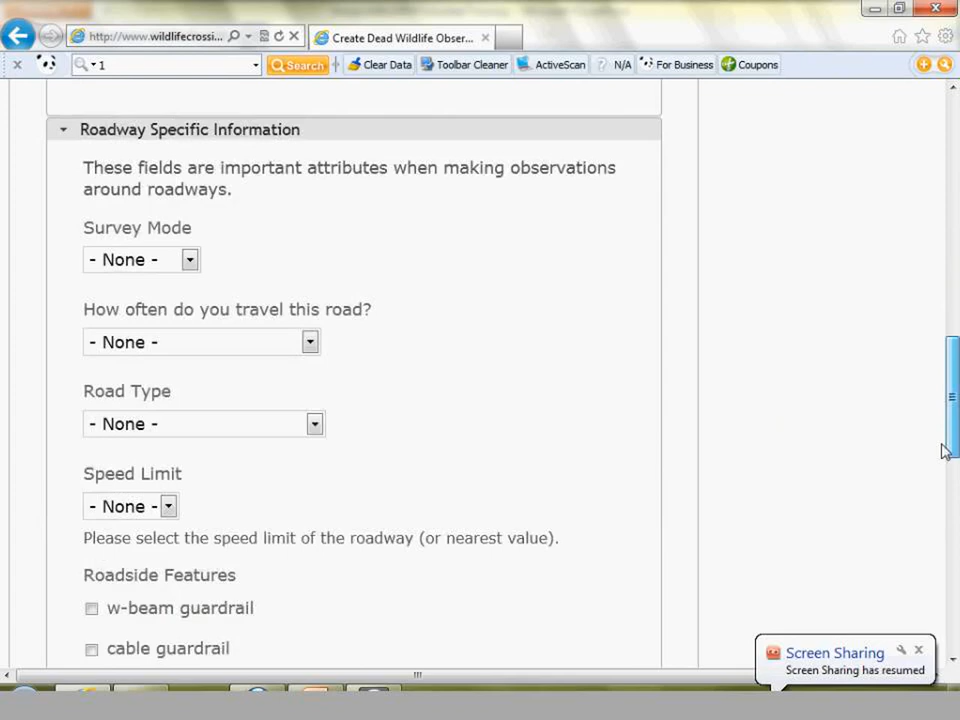 http://www.wildlifecrossi...
Create Dead Wildlife Obser...
1
Search
Clear Data
Toolbar Cleaner
ActiveScan
N/A
For Business
Coupons
Roadway Specific Information
These fields are important attributes when making observations
around roadways.
Survey Mode
- None -
How often do you travel this road?
- None -
Road Type
- None -
Speed Limit
- None -
Please select the speed limit of the roadway (or nearest value).
Roadside Features
w-beam guardrail
cable guardrail
Screen Sharing
Screen Sharing has resumed